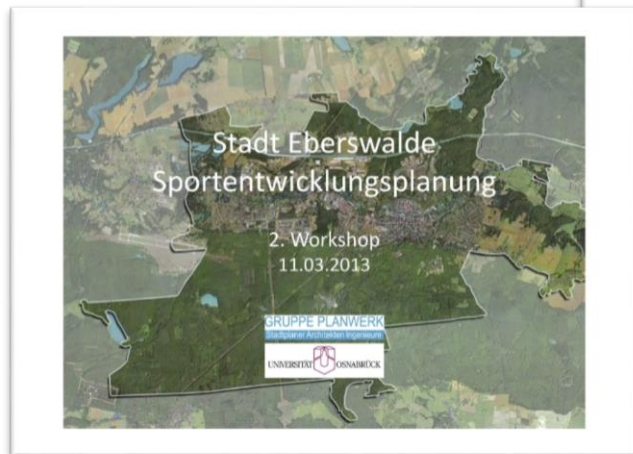 Stadt Eberswalde
Sportentwicklungsplanung
2. Workshop
11.03.2013
GRUPPE PLANWERK
Stadtplaner Architekten Ingenieure
UNIVERSITÄT OSNABRÜCK